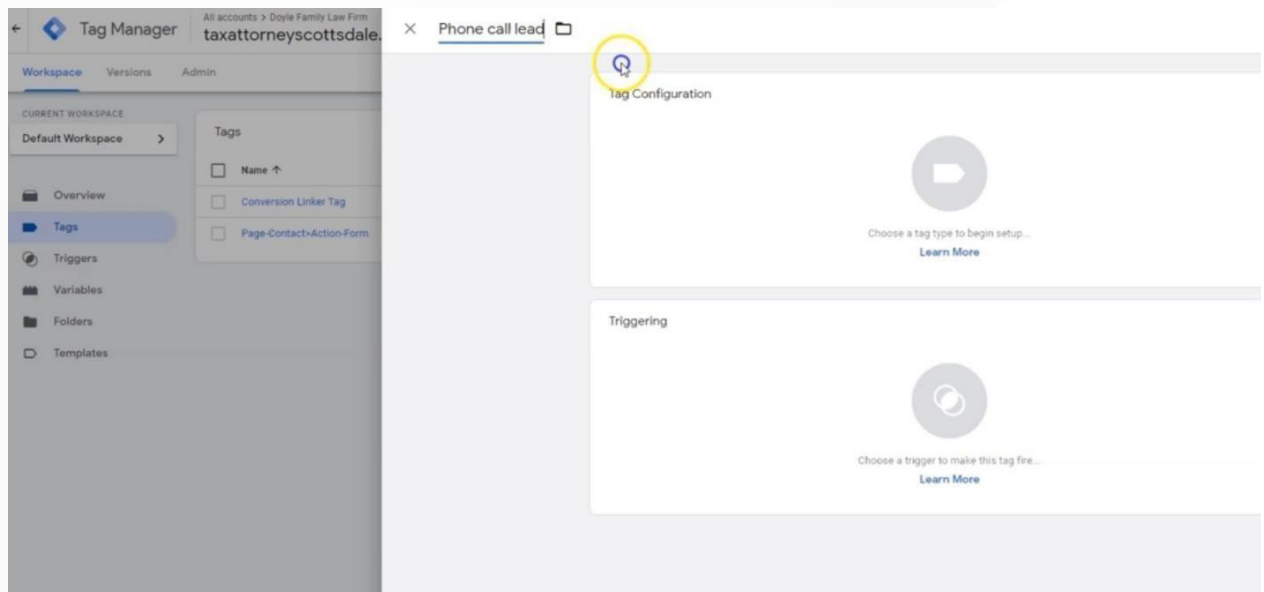 Tag Manager
All accounts > Doyle Family Law Firm
taxattorneyscottsdale.
Phone call lead
Workspace Versions Admin
CURRENT WORKSPACE
Default Workspace
Overview
Tags
Triggers
Variables
Folders
Templates
Tags
Name
Conversion Linker Tag
Page-Contact>Action-Form
Tag Configuration
Choose a tag type to begin setup...
Learn More
Triggering
Choose a trigger to make this tag fire...
Learn More